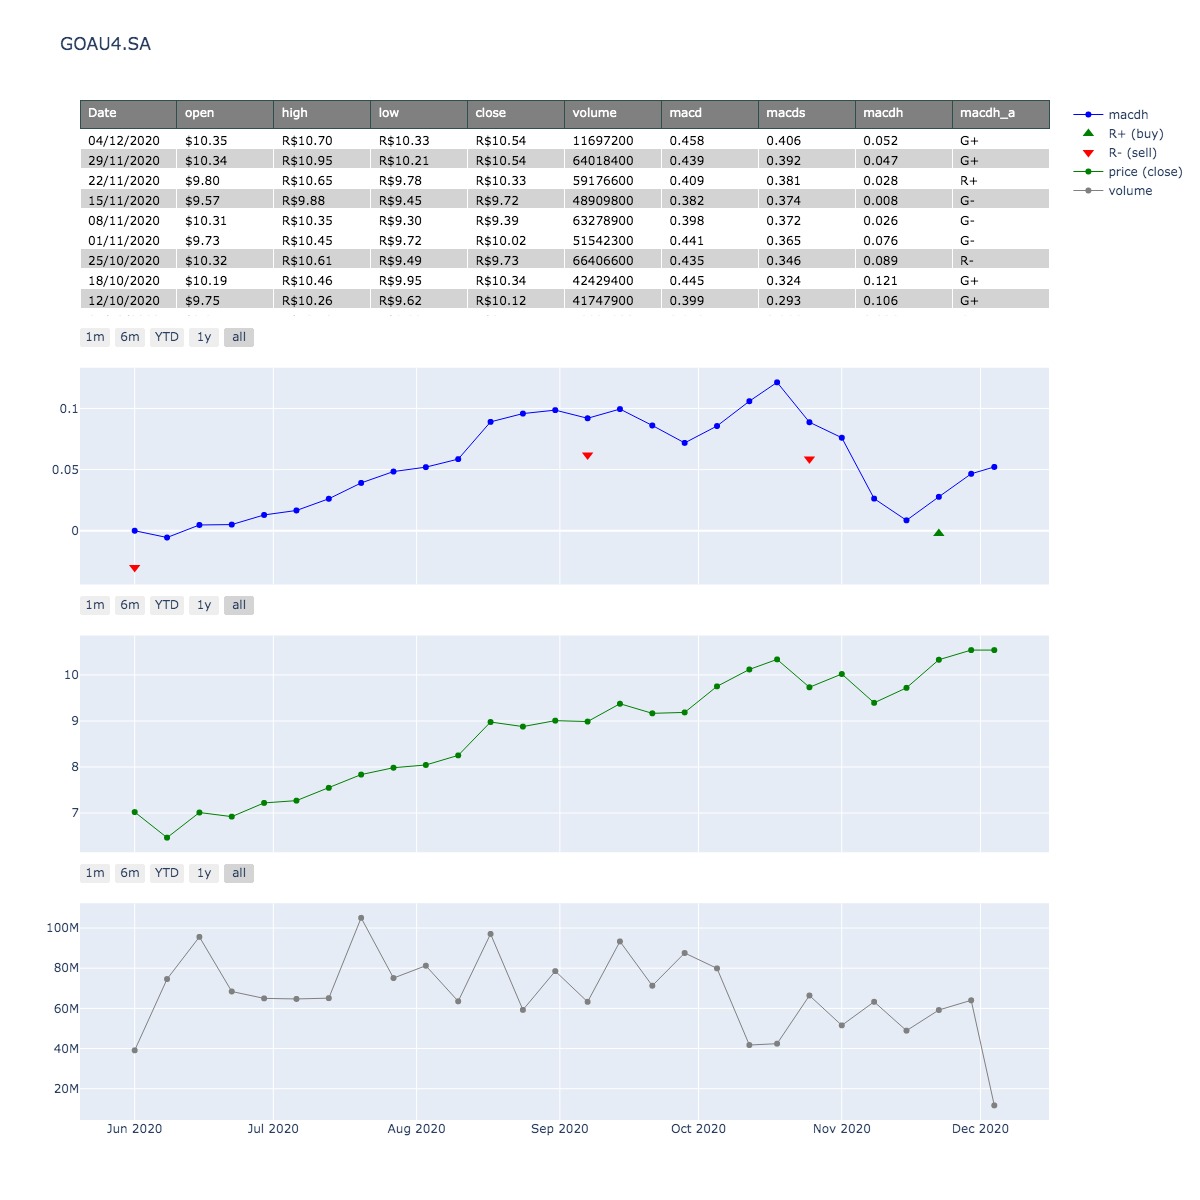 GOAU4.SA
Date open high low close volume macd macds macdh macdh_a
04/12/2020 $10.35 R$10.70 R$10.33 R$10.54 11697200 0.458 0.406 0.052 G+
29/11/2020 $10.34 R$10.95 R$10.21 R$10.54 64018400 0.439 0.392 0.047 G+
22/11/2020 $9.80 R$10.65 R$9.78 R$10.33 59176600 0.409 0.381 0.028 R+
15/11/2020 $9.57 R$9.88 R$9.45 R$9.72 48909800 0.382 0.374 0.008 G-
08/11/2020 $10.31 R$10.35 R$9.30 R$9.39 63278900 0.398 0.372 0.026 G-
01/11/2020 $9.73 R$10.45 R$9.72 R$10.02 51542300 0.441 0.365 0.076 G-
25/10/2020 $10.32 R$10.61 R$9.49 R$9.73 66406600 0.435 0.346 0.089 R-
18/10/2020 $10.19 R$10.46 R$9.95 R$10.34 42429400 0.445 0.324 0.121 G+
12/10/2020 $9.75 R$10.26 R$9.62 R$10.12 41747900 0.399 0.293 0.106 G+
macdh
R+ (buy)
R- (sell)
price (close)
volume
1m 6m YTD 1y all
0.1
0.05
0
1m 6m YTD 1y all
10
9
8
7
1m 6m YTD 1y all
100M
80M
60M
40M
20M
Jun 2020 Jul 2020 Aug 2020 Sep 2020 Oct 2020 Nov 2020 Dec 2020